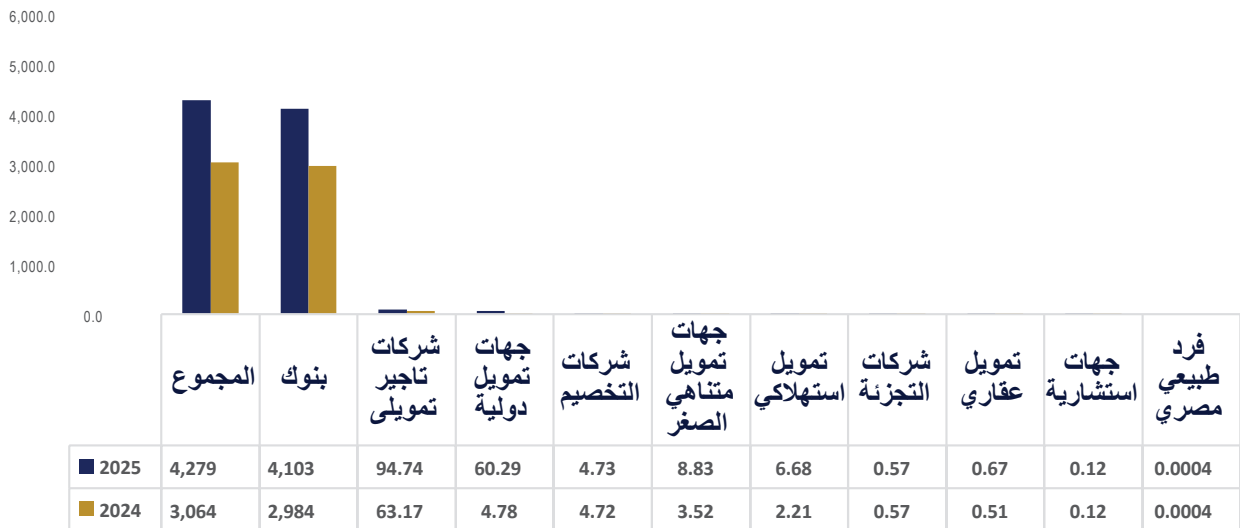 6,000.0
5,000.0
4,000.0
3,000.0
2,000.0
1,000.0
0.0
المجموع
بنوك
شركات
تاجير
تمويلى
جهات
تمويل
دولية
شركات
التخصيم
جهات
تمويل
متناهي
الصغر
تمويل
استهلاكي
شركات
التجزئة
تمويل
عقاري
جهات
استشارية
فرد
طبيعي
مصري
2025 4,279 4,103 94.74 60.29 4.73 8.83 6.68 0.57 0.67 0.12 0.0004
2024 3,064 2,984 63.17 4.78 4.72 3.52 2.21 0.57 0.51 0.12 0.0004